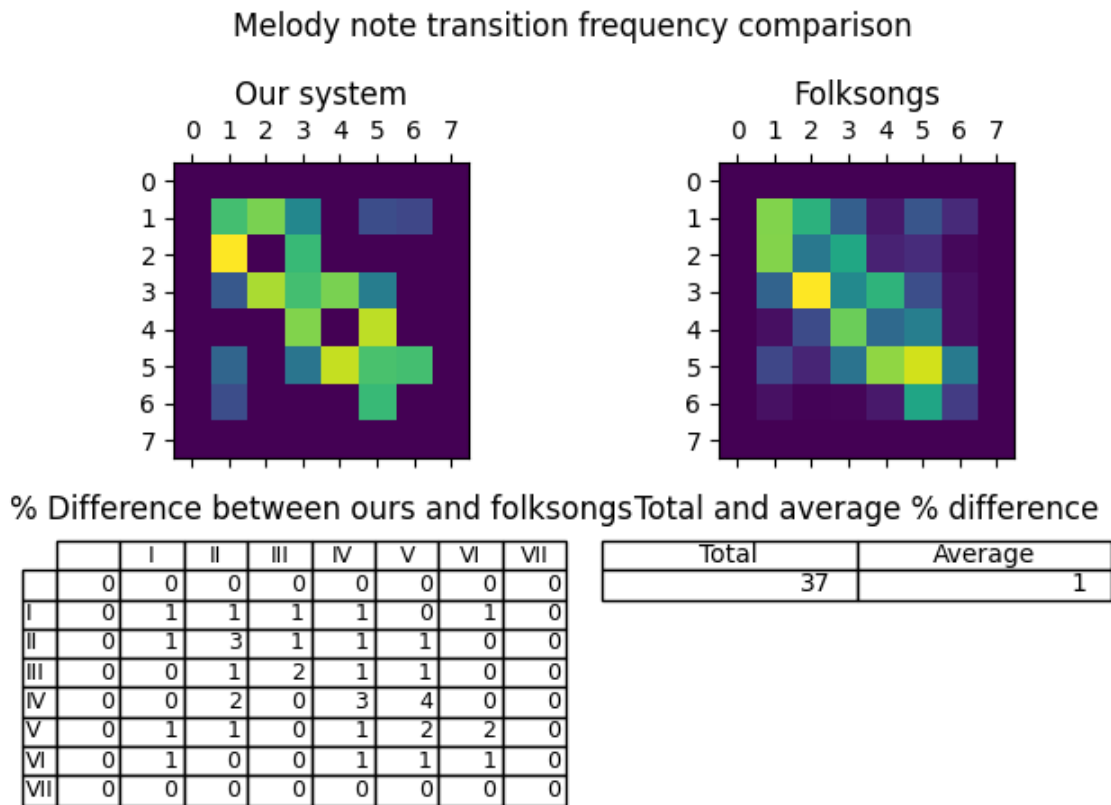 Melody note transition frequency comparison
Our system
0 1 2 3 4 5 6 7
0
1
2
3
4
5
6
7
Folksongs
0 1 2 3 4 5 6 7
0
1
2
3
4
5
6
7
% Difference between ours and folksongs
I II III IV V VI VII
0 0 0 0 0 0 0 0
I 0 1 1 1 1 0 1 0
II 0 1 3 1 1 1 0 0
III 0 0 1 2 1 1 0 0
IV 0 0 2 0 3 4 0 0
V 0 1 1 0 1 2 2 0
VI 0 1 0 0 1 1 1 0
VII 0 0 0 0 0 0 0 0
Total and average % difference
Total Average
37 1